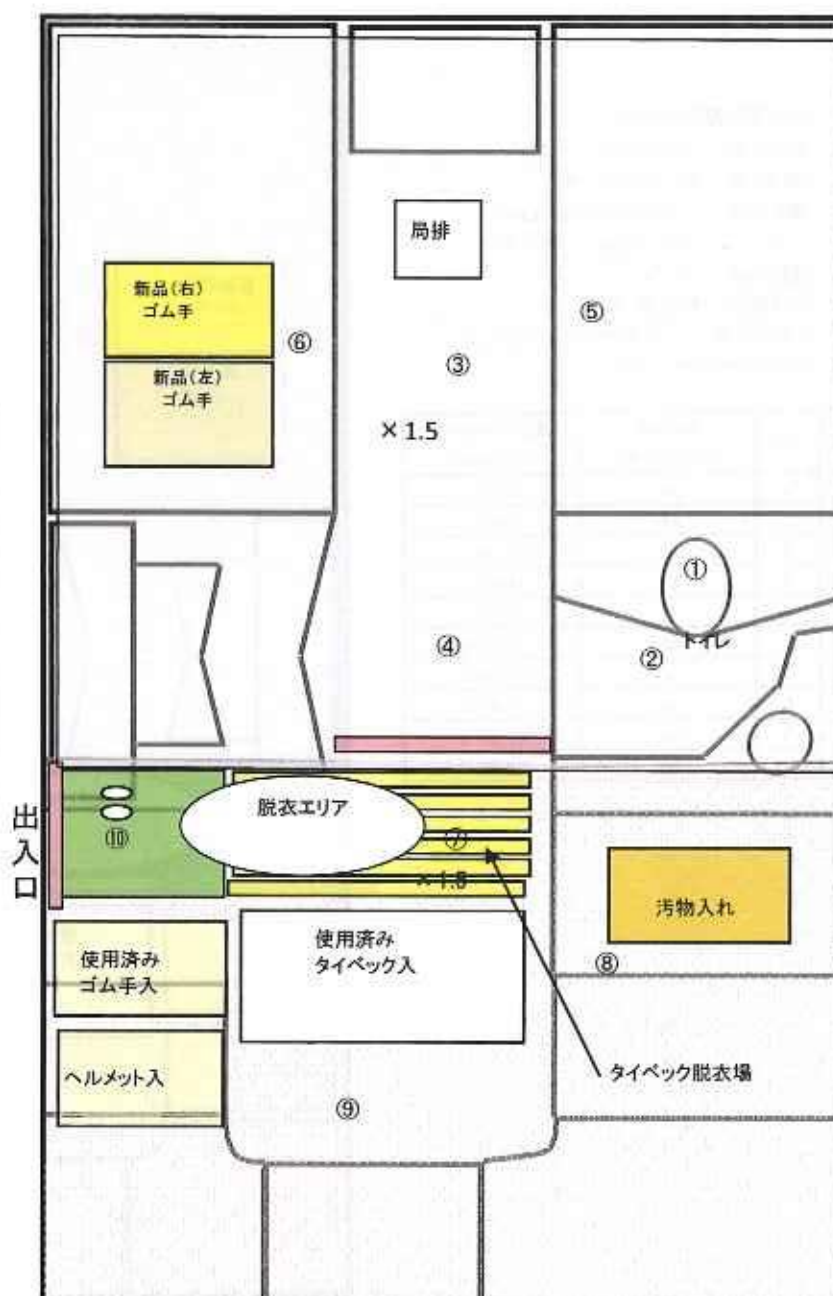 局排
新品(右)
ゴム手
⑥
③
⑤
新品(左)
ゴム手
×1.5
①
トイレ
④
②
出入口
⑩
脱衣エリア
⑦
×1.5
使用済み
ゴム手入
使用済み
タイペック入
汚物入れ
⑧
ヘルメット入
タイペック脱衣場
⑨